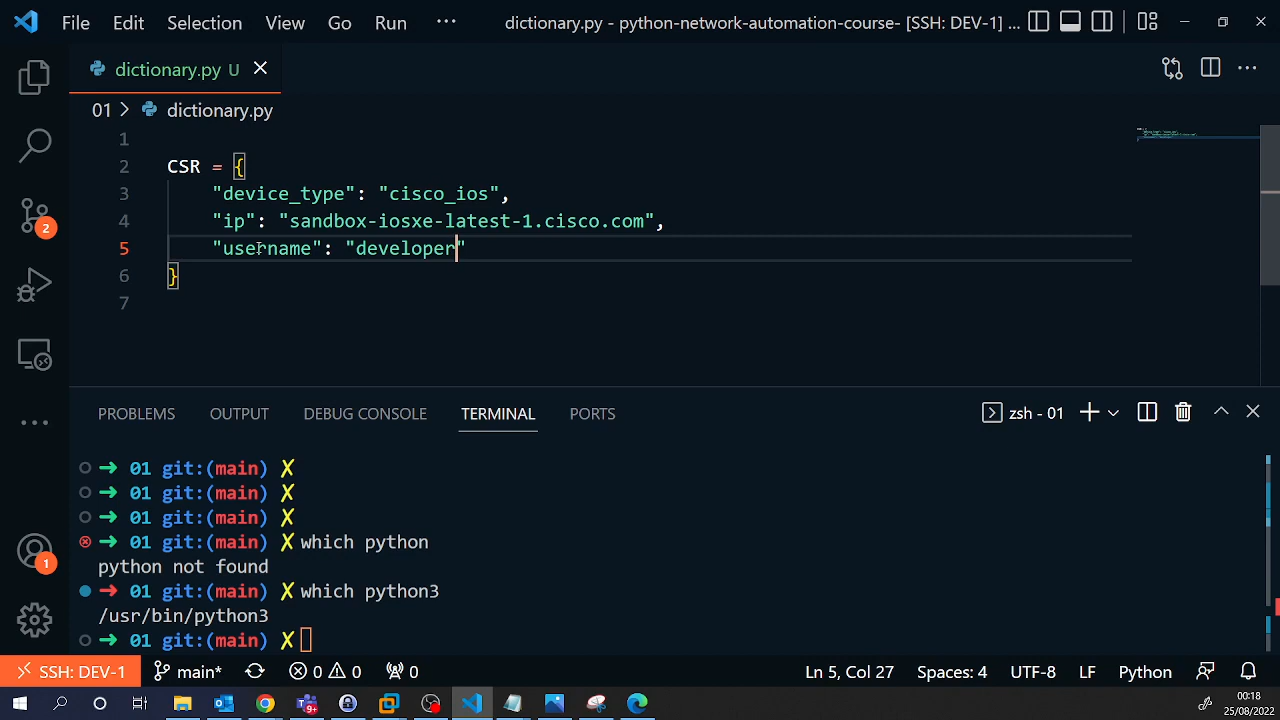 File Edit Selection View Go Run ··· dictionary.py - python-network-automation-course- [SSH: DEV-1] ...
dictionary.py U
01 > dictionary.py
1
2 CSR = {
3 "device_type": "cisco_ios",
4 "ip": "sandbox-iosxe-latest-1.cisco.com",
5 "username": "developer"
6 }
7
PROBLEMS OUTPUT DEBUG CONSOLE TERMINAL PORTS zsh - 01
➜ 01 git:(main) ✗
➜ 01 git:(main) ✗
➜ 01 git:(main) ✗
➜ 01 git:(main) ✗ which python
python not found
➜ 01 git:(main) ✗ which python3
/usr/bin/python3
➜ 01 git:(main) ✗
2
1
SSH: DEV-1 main* 0 0 0 Ln 5, Col 27 Spaces: 4 UTF-8 LF Python
9+ 00:18
25/08/2022